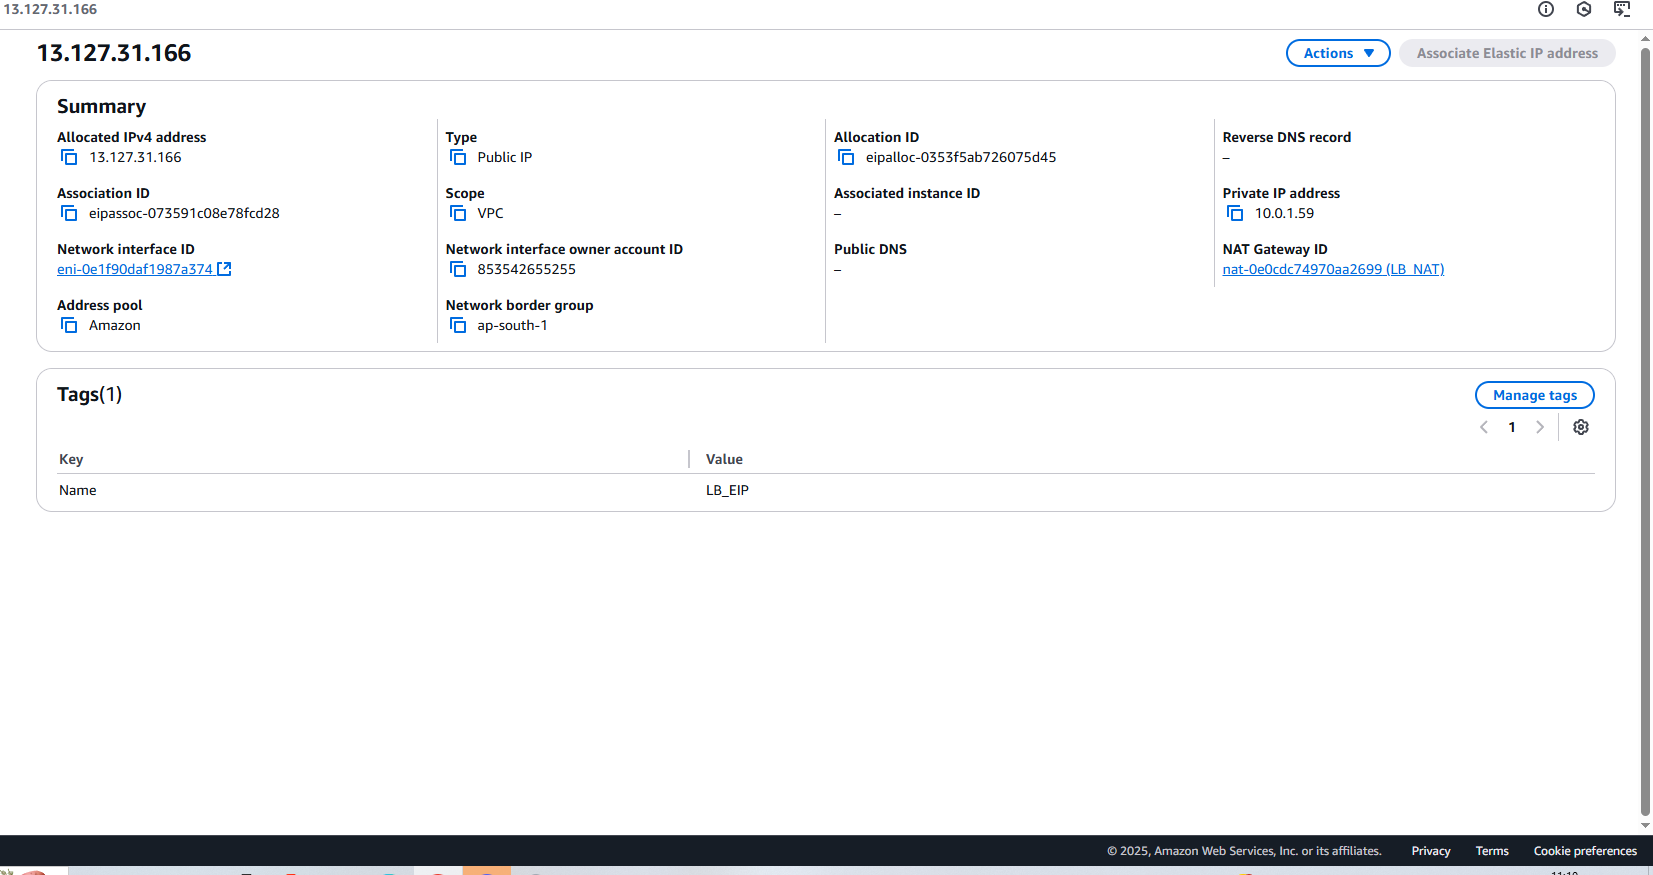 13.127.31.166
13.127.31.166
Actions
Associate Elastic IP address
Summary
Allocated IPv4 address
13.127.31.166
Type
Public IP
Allocation ID
eipalloc-0353f5ab726075d45
Reverse DNS record
–
Association ID
eipassoc-073591c08e78fcd28
Scope
VPC
Associated instance ID
–
Private IP address
10.0.1.59
Network interface ID
eni-0e1f90daf1987a374
Network interface owner account ID
853542655255
Public DNS
–
NAT Gateway ID
nat-0e0cdc74970aa2699 (LB_NAT)
Address pool
Amazon
Network border group
ap-south-1
Tags(1)
Manage tags
1
Key
Value
Name
LB_EIP
© 2025, Amazon Web Services, Inc. or its affiliates.
Privacy
Terms
Cookie preferences